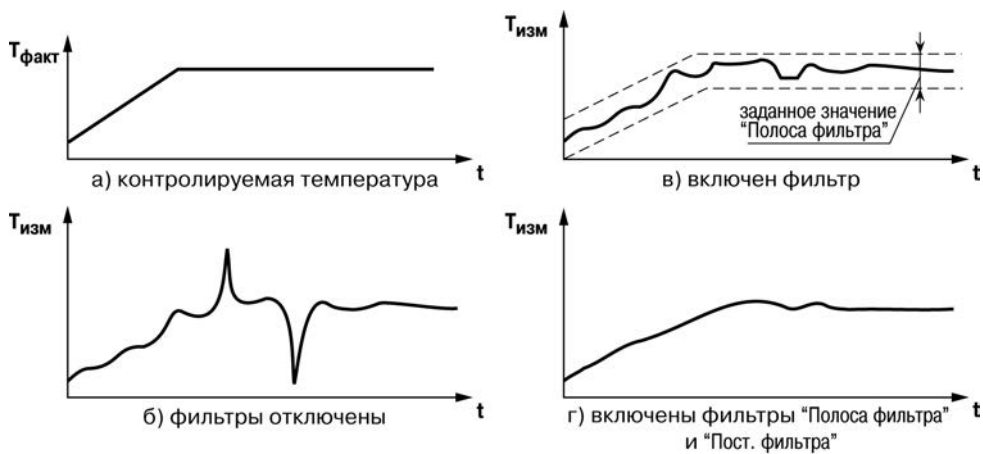 Тфакт
t
а) контролируемая температура
Тизм
заданное значение
“Полоса фильтра”
t
в) включен фильтр
Тизм
t
б) фильтры отключены
Тизм
t
г) включены фильтры “Полоса фильтра”
и “Пост. фильтра”